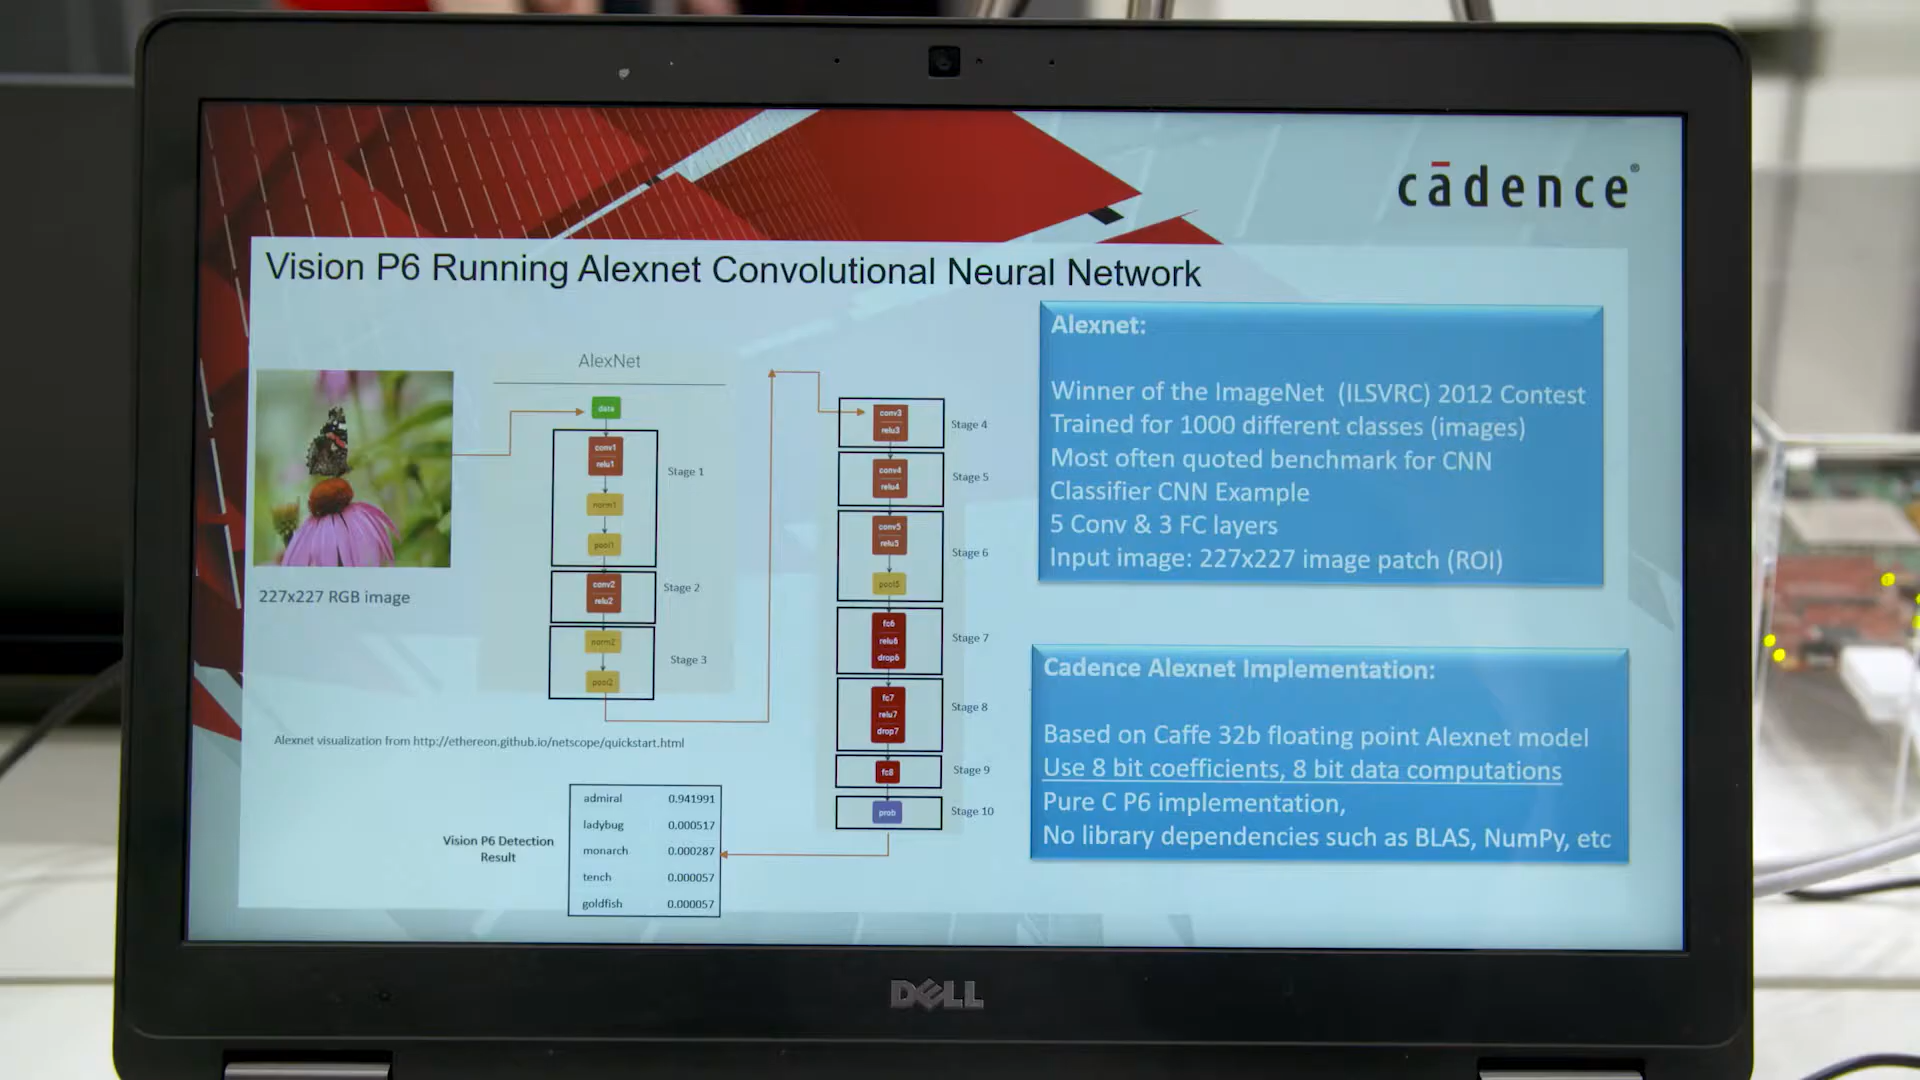 cādence®
Vision P6 Running Alexnet Convolutional Neural Network
227x227 RGB image
AlexNet
data
conv1
relu1
norm1
pool1
Stage 1
conv2
relu2
Stage 2
norm2
pool2
Stage 3
Alexnet visualization from http://ethereon.github.io/netscope/quickstart.html
conv3
relu3
Stage 4
conv4
relu4
Stage 5
conv5
relu5
pool5
Stage 6
fc6
relu6
drop6
Stage 7
fc7
relu7
drop7
Stage 8
fc8
Stage 9
prob
Stage 10
Vision P6 Detection
Result
admiral 0.941991
ladybug 0.000517
monarch 0.000287
tench 0.000057
goldfish 0.000057
Alexnet:
Winner of the ImageNet (ILSVRC) 2012 Contest
Trained for 1000 different classes (images)
Most often quoted benchmark for CNN
Classifier CNN Example
5 Conv & 3 FC layers
Input image: 227x227 image patch (ROI)
Cadence Alexnet Implementation:
Based on Caffe 32b floating point Alexnet model
Use 8 bit coefficients, 8 bit data computations
Pure C P6 implementation,
No library dependencies such as BLAS, NumPy, etc
DELL